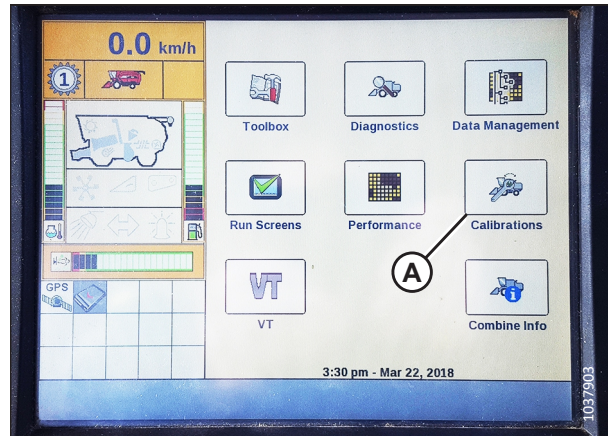 0.0 km/h
1
Toolbox
Diagnostics
Data Management
Run Screens
Performance
Calibrations
A
GPS
VT
VT
Combine Info
3:30 pm - Mar 22, 2018
1037903